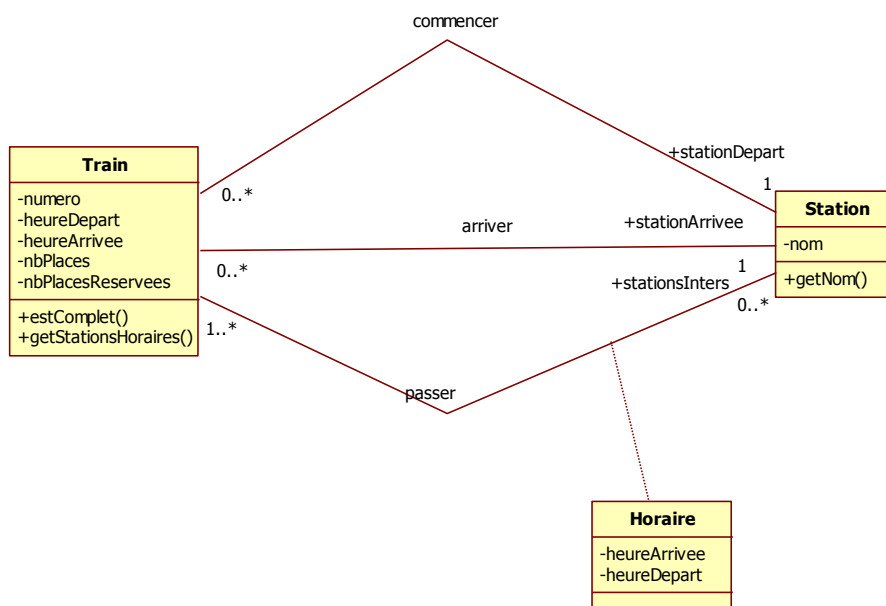 commencer
Train
-numero
-heureDepart
-heureArrivee
-nbPlaces
-nbPlacesReservees
+estComplet()
+getStationsHoraires()
0..*
+stationDepart
1
arriver
0..*
+stationArrivee
1
Station
-nom
+getNom()
+stationsInters
0..*
1..*
passer
Horaire
-heureArrivee
-heureDepart